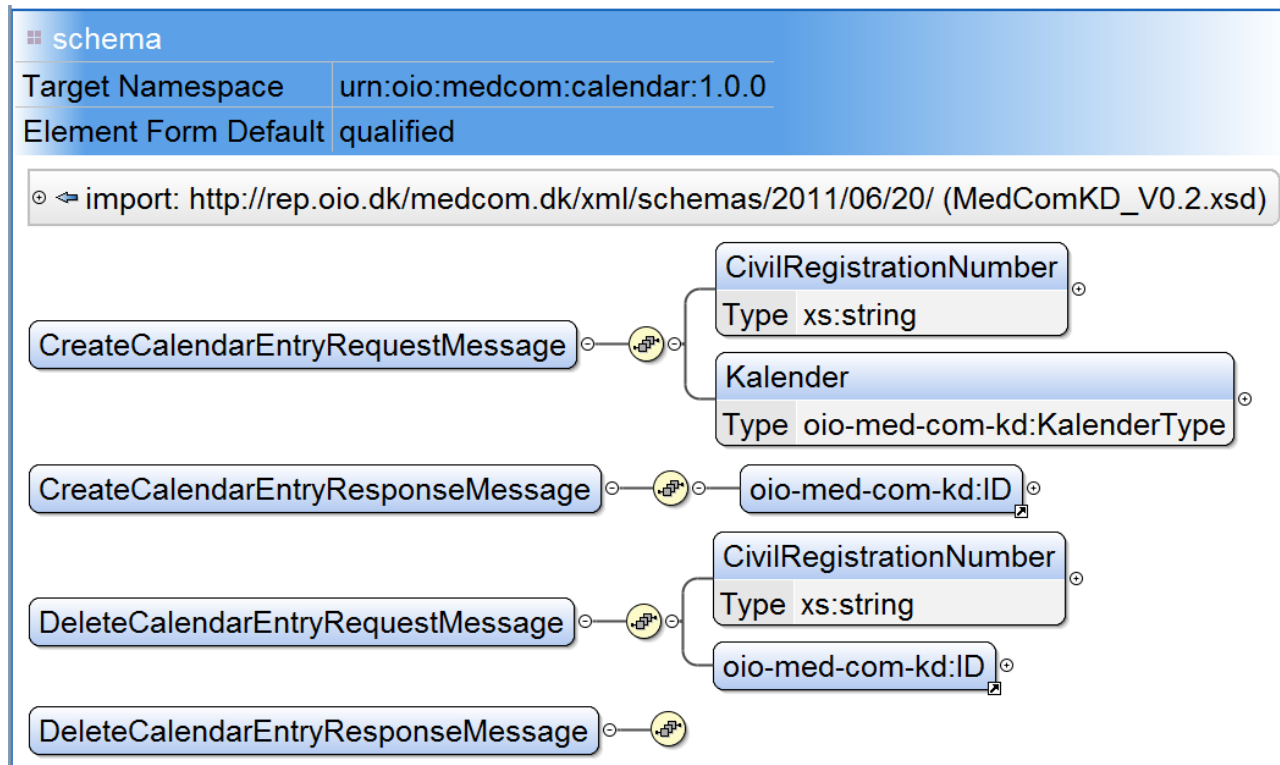 schema
Target Namespace urn:oio:medcom:calendar:1.0.0
Element Form Default qualified
import: http://rep.oio.dk/medcom.dk/xml/schemas/2011/06/20/ (MedComKD_V0.2.xsd)
CreateCalendarEntryRequestMessage
CivilRegistrationNumber
Type xs:string
Kalender
Type oio-med-com-kd:KalenderType
CreateCalendarEntryResponseMessage
oio-med-com-kd:ID
DeleteCalendarEntryRequestMessage
CivilRegistrationNumber
Type xs:string
oio-med-com-kd:ID
DeleteCalendarEntryResponseMessage